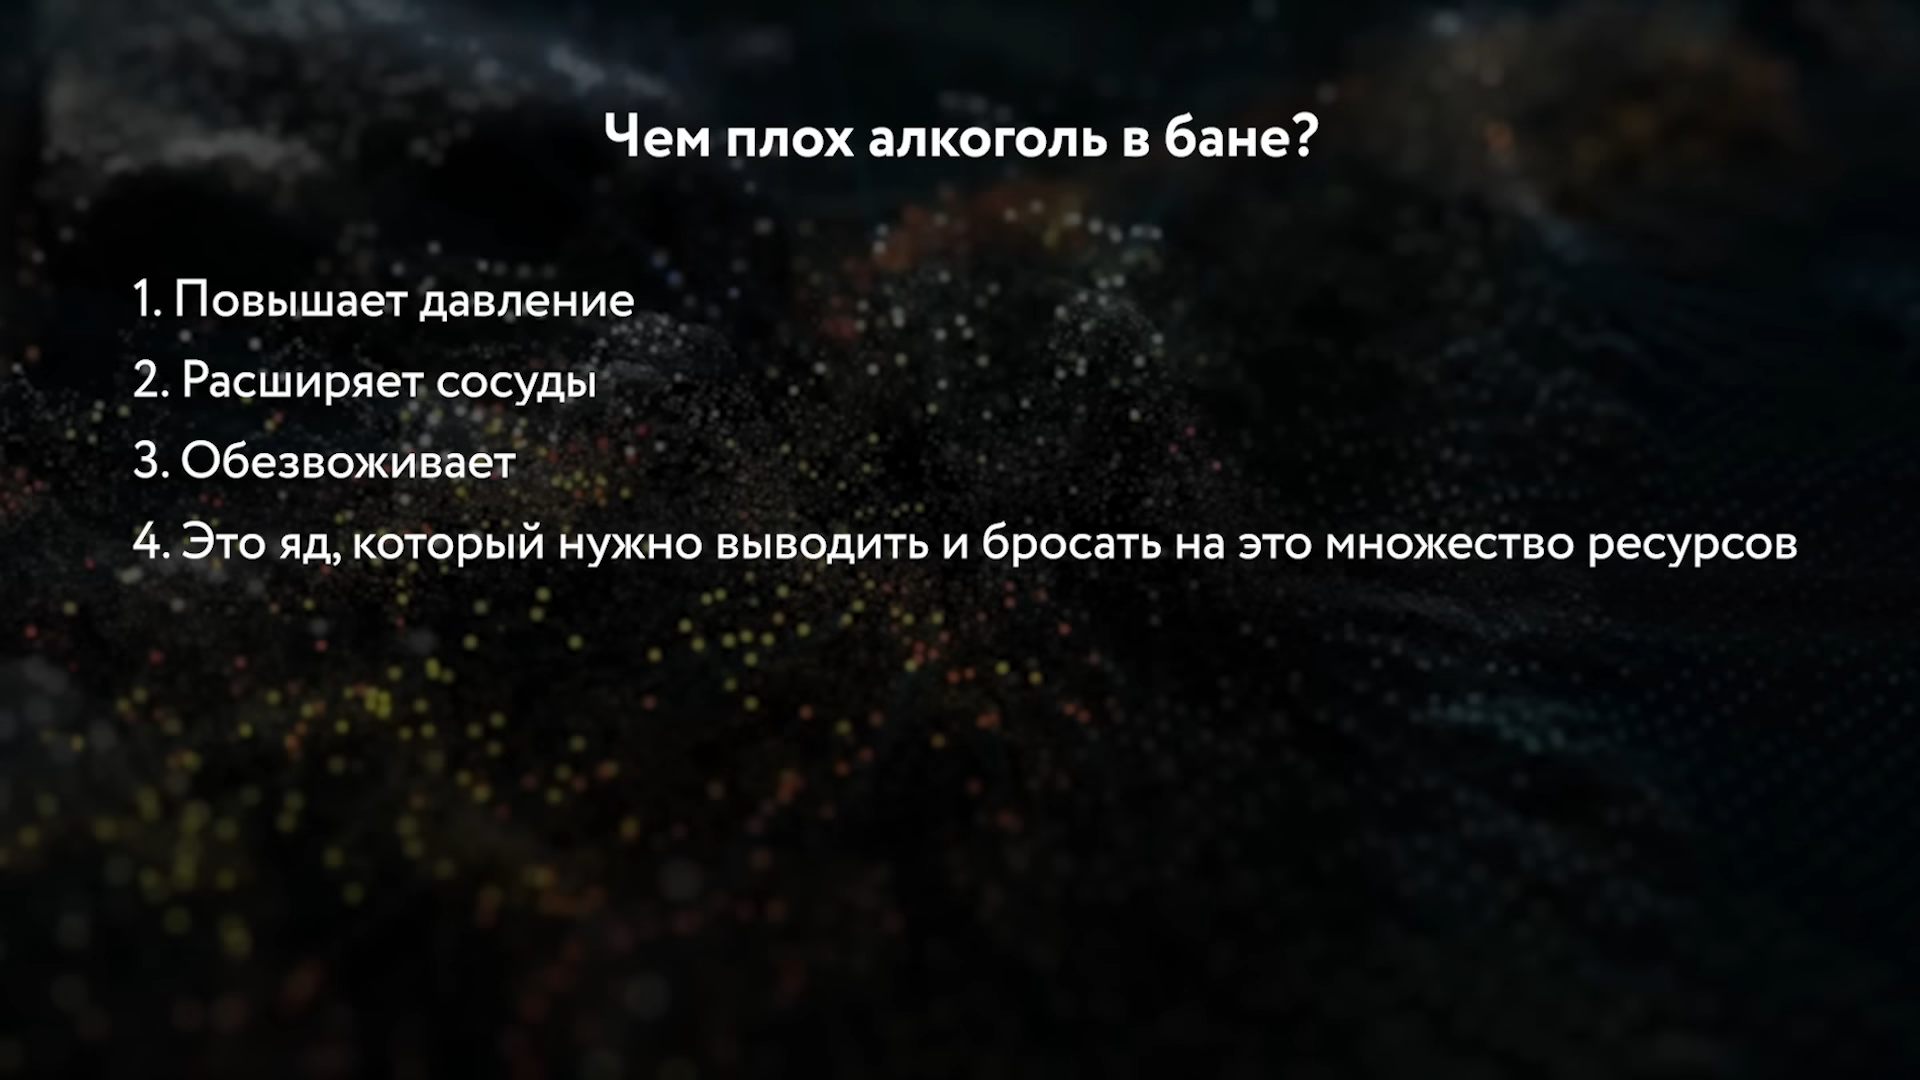 Чем плох алкоголь в бане?
1. Повышает давление
2. Расширяет сосуды
3. Обезвоживает
4. Это яд, который нужно выводить и бросать на это множество ресурсов